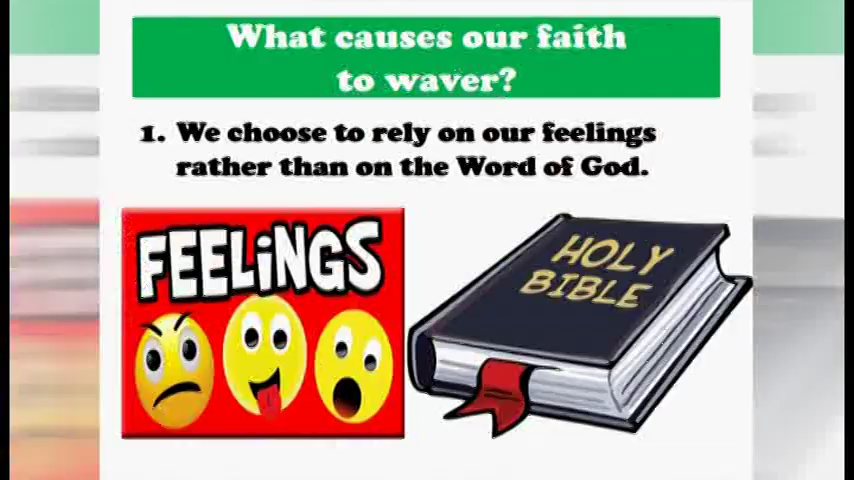 What causes our faith
to waver?
1. We choose to rely on our feelings
rather than on the Word of God.
FEELiNGS
HOLY
BIBLE